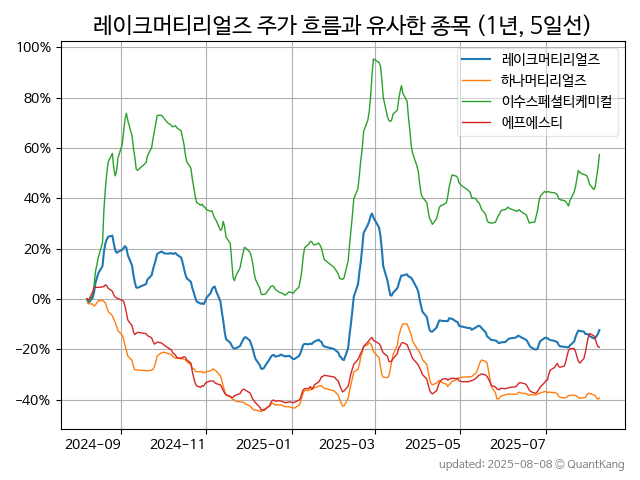 레이크머티리얼즈 주가 흐름과 유사한 종목 (1년, 5일선)
100%
80%
60%
40%
20%
0%
−20%
−40%
레이크머티리얼즈
하나머티리얼즈
이수스페셜티케미컬
에프에스티
2024-09
2024-11
2025-01
2025-03
2025-05
2025-07
updated: 2025-08-08 © QuantKang